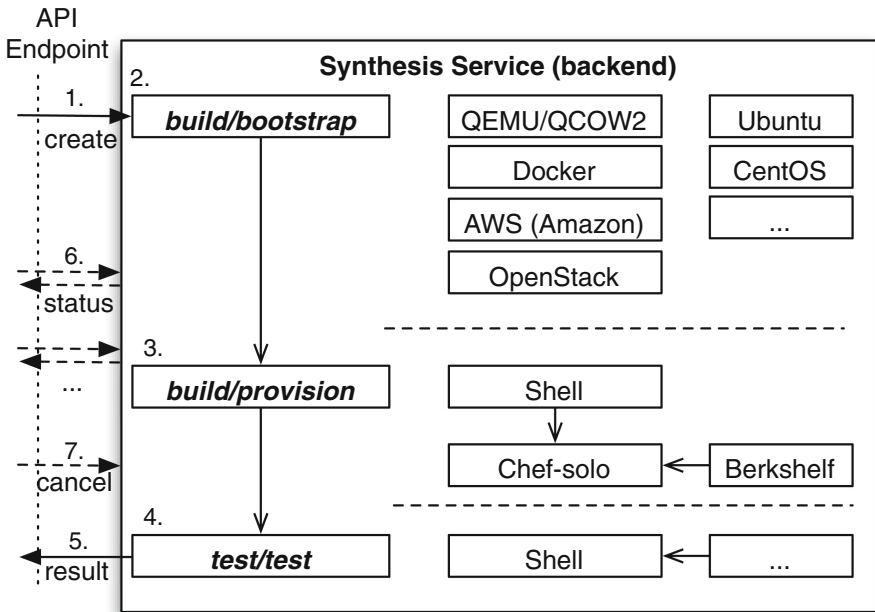 API
Endpoint
Synthesis Service (backend)
1.
create
2.
build/bootstrap
QEMU/QCOW2
Ubuntu
Docker
CentOS
AWS (Amazon)
...
OpenStack
6.
status
...
3.
build/provision
Shell
7.
cancel
Chef-solo
Berkshelf
4.
5.
result
test/test
Shell
...